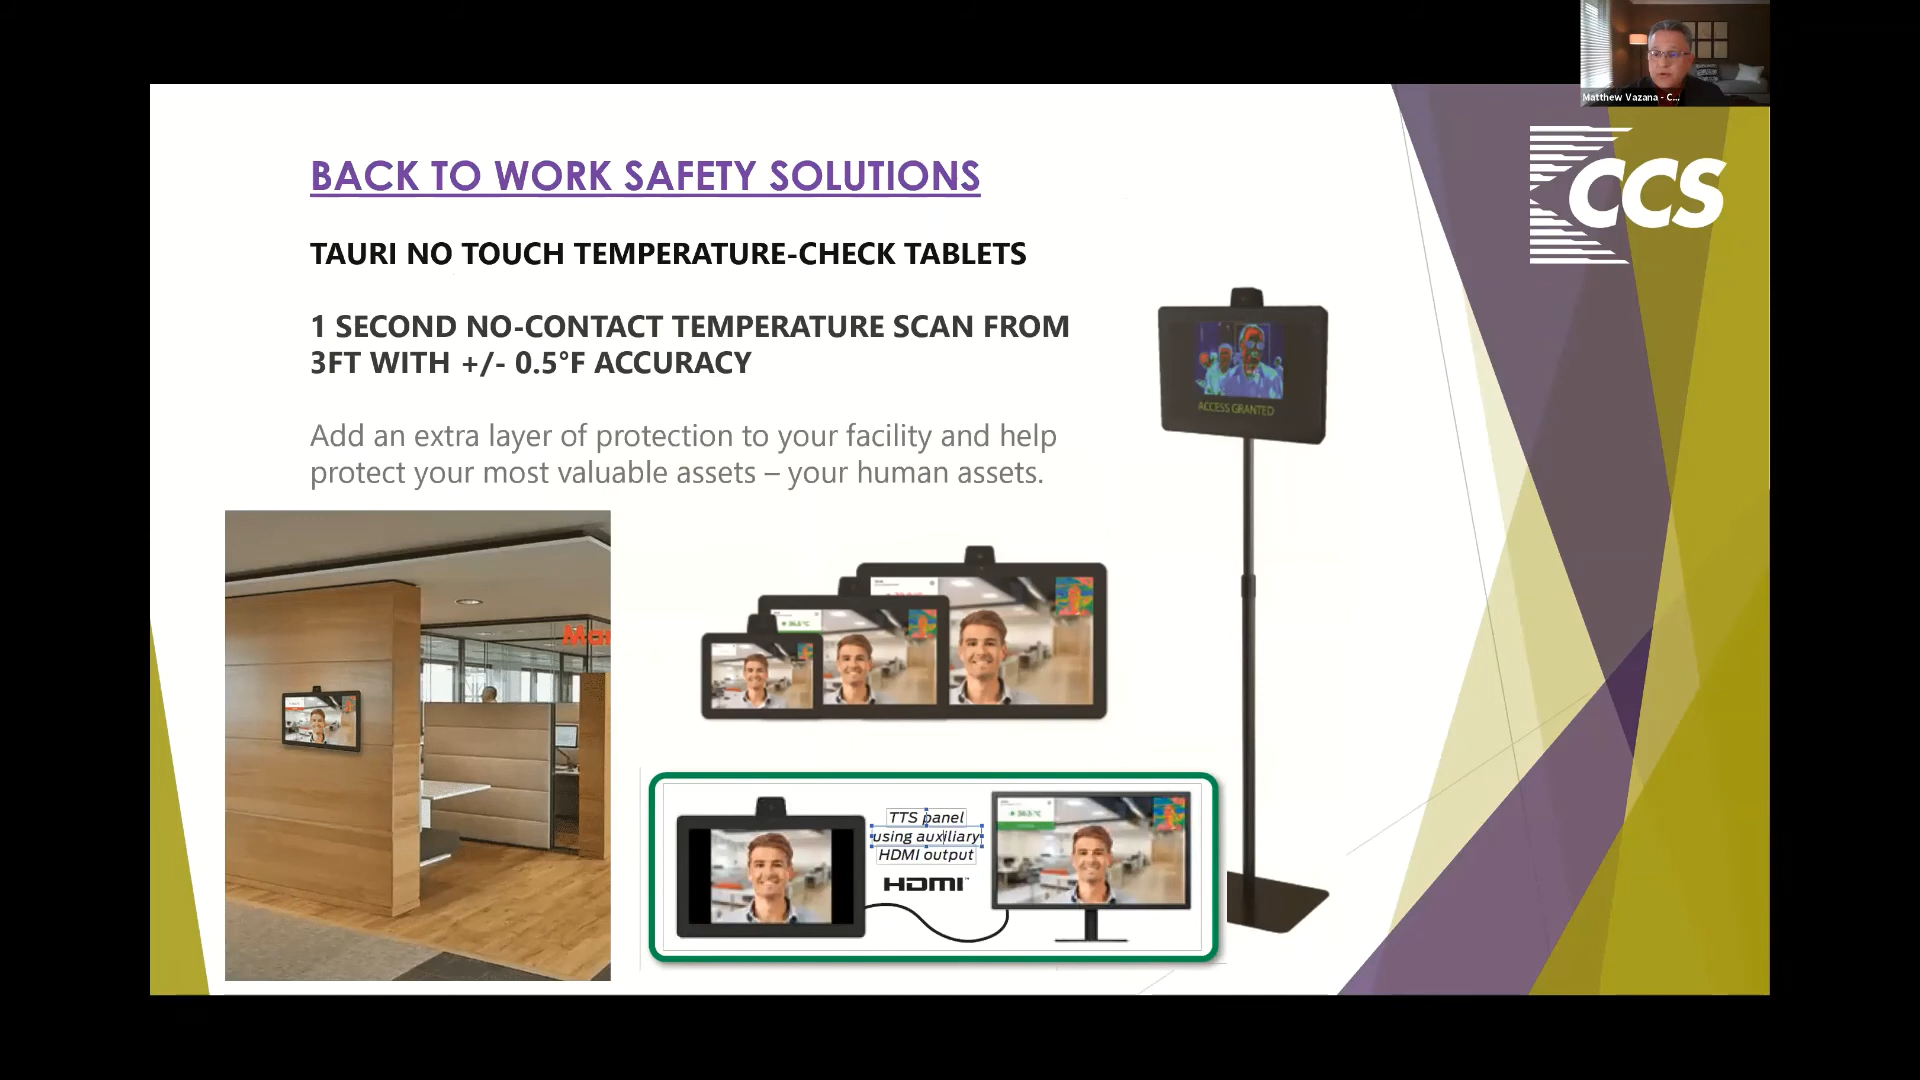 Matthew Vazana - C...
CCS
BACK TO WORK SAFETY SOLUTIONS
TAURI NO TOUCH TEMPERATURE-CHECK TABLETS
1 SECOND NO-CONTACT TEMPERATURE SCAN FROM
3FT WITH +/- 0.5°F ACCURACY
Add an extra layer of protection to your facility and help
protect your most valuable assets – your human assets.
ACCESS GRANTED
TTS panel
using auxiliary
HDMI output
HDMI